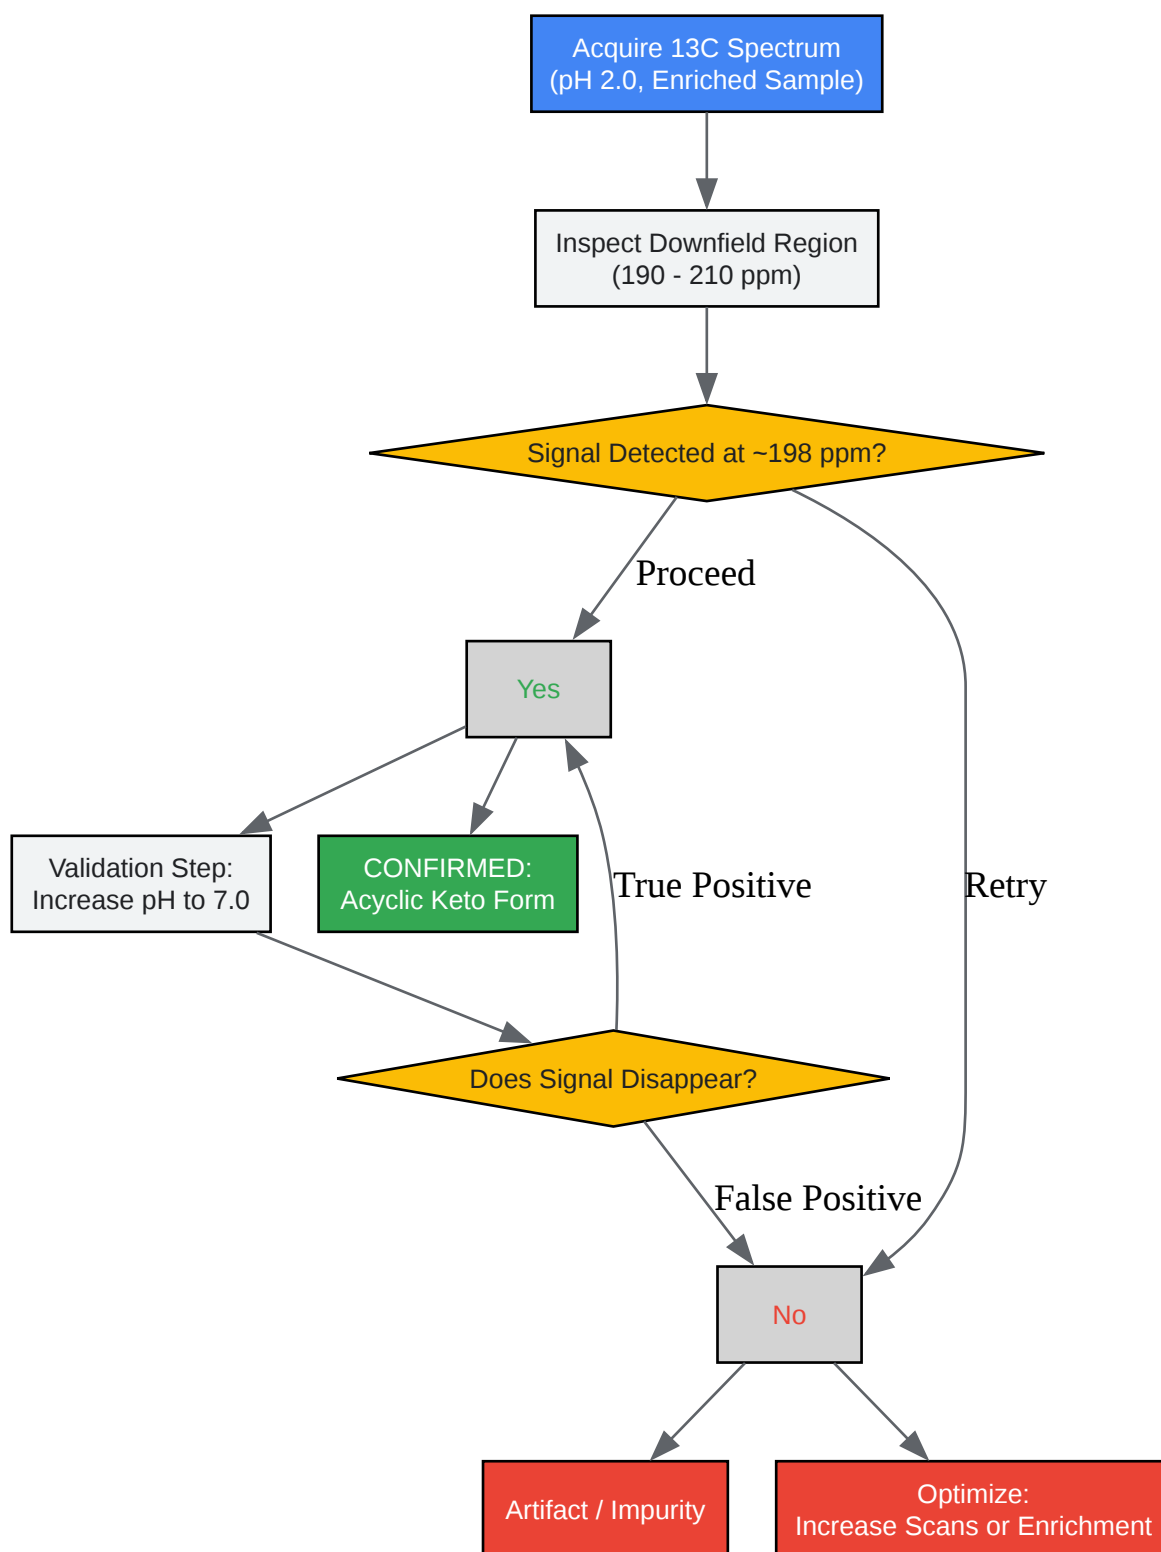 Acquire 13C Spectrum
(pH 2.0, Enriched Sample)
Inspect Downfield Region
(190 - 210 ppm)
Signal Detected at ~198 ppm?
Proceed
Yes
Validation Step:
Increase pH to 7.0
CONFIRMED:
Acyclic Keto Form
True Positive
Retry
Does Signal Disappear?
False Positive
No
Artifact / Impurity
Optimize:
Increase Scans or Enrichment